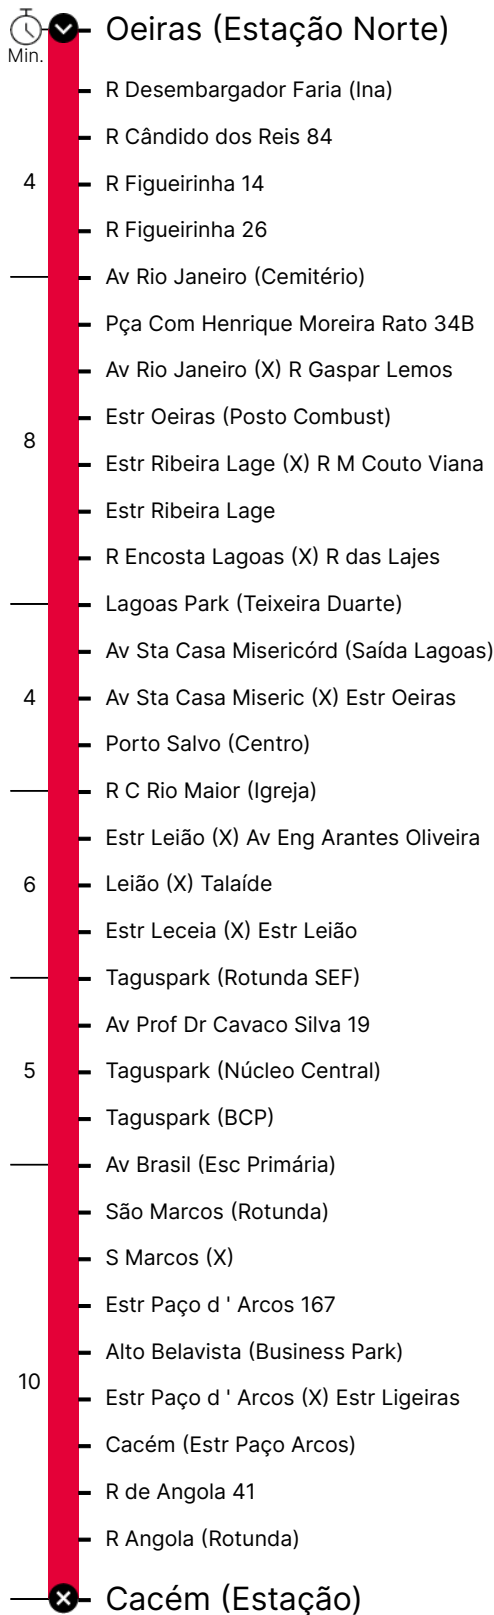 Oeiras (Estação Norte)
Min.
R Desembargador Faria (Ina)
R Cândido dos Reis 84
4
R Figueirinha 14
R Figueirinha 26
Av Rio Janeiro (Cemitério)
Pça Com Henrique Moreira Rato 34B
Av Rio Janeiro (X) R Gaspar Lemos
Estr Oeiras (Posto Combust)
8
Estr Ribeira Lage (X) R M Couto Viana
Estr Ribeira Lage
R Encosta Lagoas (X) R das Lajes
Lagoas Park (Teixeira Duarte)
Av Sta Casa Misericórd (Saída Lagoas)
4
Av Sta Casa Miseric (X) Estr Oeiras
Porto Salvo (Centro)
R C Rio Maior (Igreja)
Estr Leião (X) Av Eng Arantes Oliveira
6
Leião (X) Talaíde
Estr Leceia (X) Estr Leião
Taguspark (Rotunda SEF)
Av Prof Dr Cavaco Silva 19
5
Taguspark (Núcleo Central)
Taguspark (BCP)
Av Brasil (Esc Primária)
São Marcos (Rotunda)
S Marcos (X)
Estr Paço d ' Arcos 167
Alto Belavista (Business Park)
10
Estr Paço d ' Arcos (X) Estr Ligeiras
Cacém (Estr Paço Arcos)
R de Angola 41
R Angola (Rotunda)
Cacém (Estação)